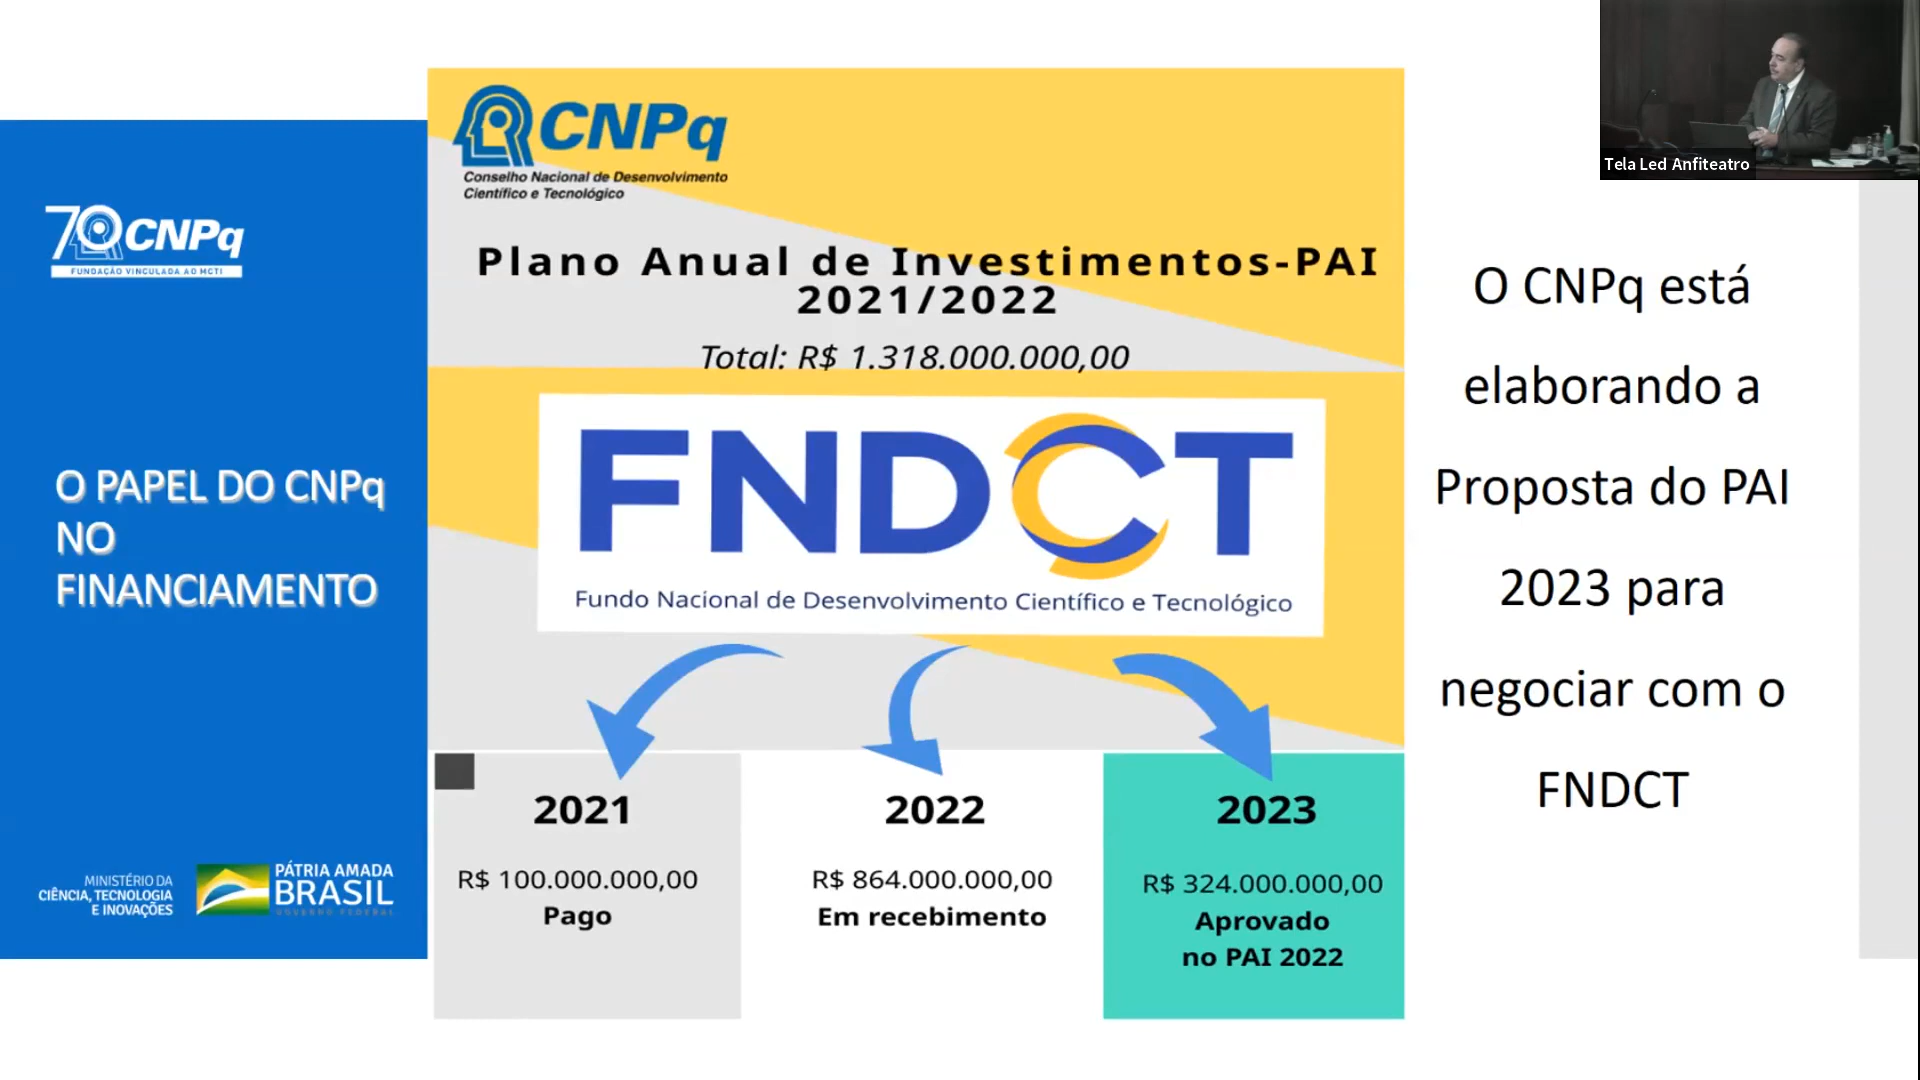 70 CNPq
FUNDAÇÃO VINCULADA AO MCTI
O PAPEL DO CNPq
NO
FINANCIAMENTO
MINISTÉRIO DA
CIÊNCIA, TECNOLOGIA
E INOVAÇÕES
PÁTRIA AMADA
BRASIL
GOVERNO FEDERAL
CNPq
Conselho Nacional de Desenvolvimento
Científico e Tecnológico
Plano Anual de Investimentos-PAI
2021/2022
Total: R$ 1.318.000.000,00
FNDCT
Fundo Nacional de Desenvolvimento Científico e Tecnológico
2021
R$ 100.000.000,00
Pago
2022
R$ 864.000.000,00
Em recebimento
2023
R$ 324.000.000,00
Aprovado
no PAI 2022
O CNPq está
elaborando a
Proposta do PAI
2023 para
negociar com o
FNDCT
Tela Led Anfiteatro